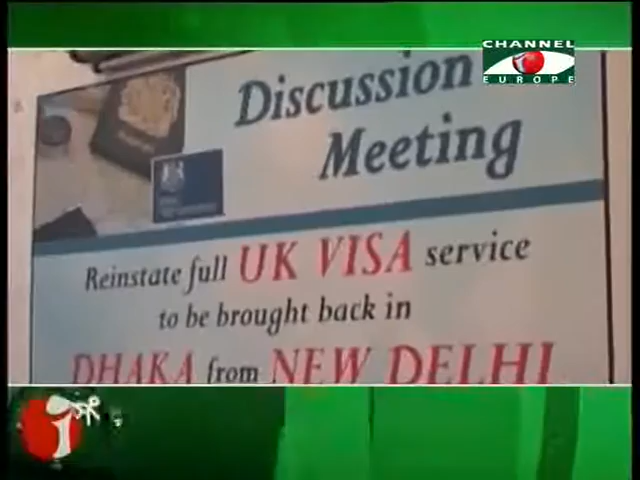 CHANNEL
EUROPE
Discussion
Meeting
Reinstate full UK VISA service
to be brought back in
DHAKA from NEW DELHI